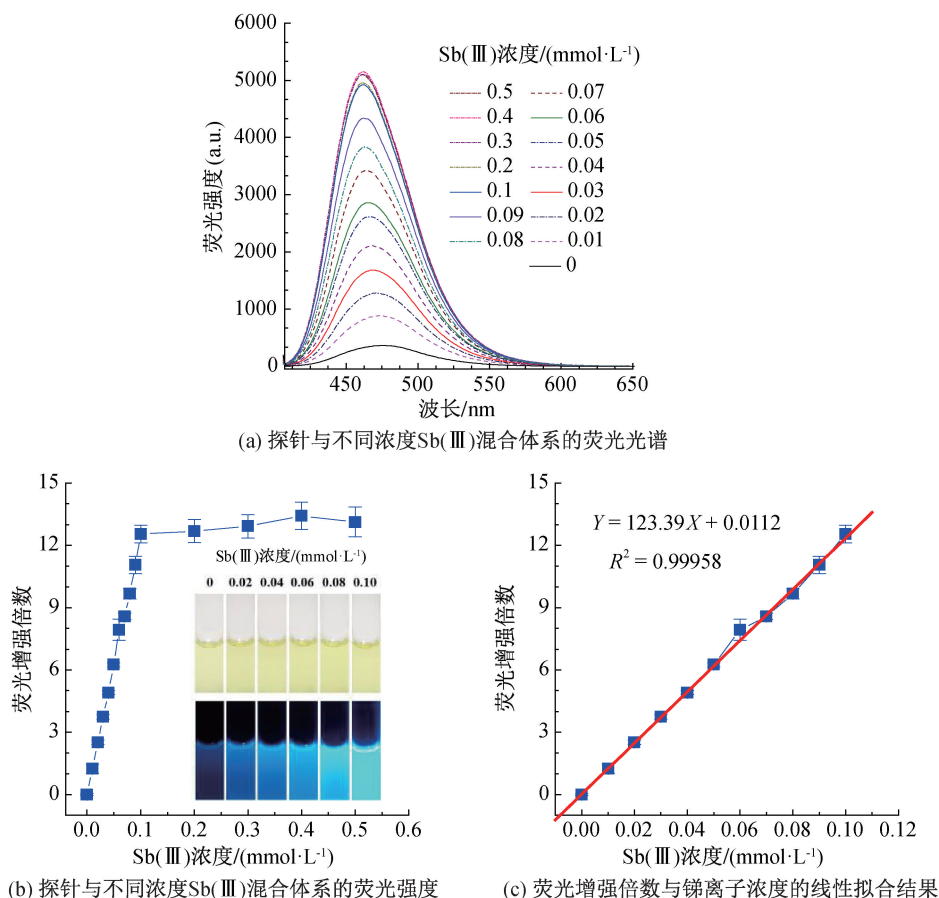 6000
5000
4000
3000
2000
1000
0
荧光强度(a.u.)
Sb(Ⅲ)浓度/(mmol·L⁻¹)
0.5 0.07
0.4 0.06
0.3 0.05
0.2 0.04
0.1 0.03
0.09 0.02
0.08 0.01
0
450 500 550 600 650
波长/nm
(a) 探针与不同浓度Sb(Ⅲ)混合体系的荧光光谱
15
12
9
6
3
0
荧光增强倍数
Sb(Ⅲ)浓度/(mmol·L⁻¹)
0 0.02 0.04 0.06 0.08 0.10
0.0 0.1 0.2 0.3 0.4 0.5 0.6
Sb(Ⅲ)浓度/(mmol·L⁻¹)
(b) 探针与不同浓度Sb(Ⅲ)混合体系的荧光强度
15
12
9
6
3
0
荧光增强倍数
Y = 123.39X + 0.0112
R² = 0.99958
0.00 0.02 0.04 0.06 0.08 0.10 0.12
Sb(Ⅲ)浓度/(mmol·L⁻¹)
(c) 荧光增强倍数与锑离子浓度的线性拟合结果